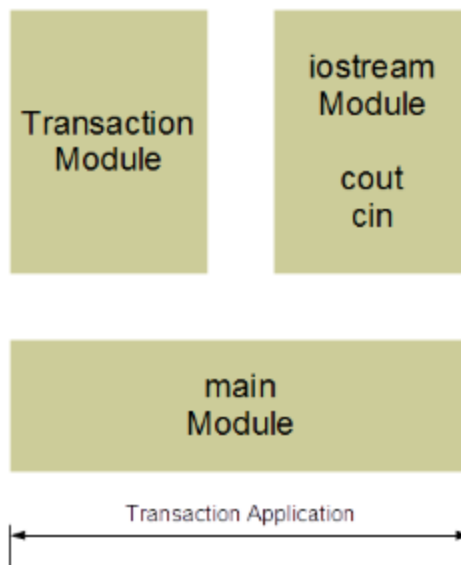 Transaction
Module
iostream
Module
cout
cin
main
Module
Transaction Application